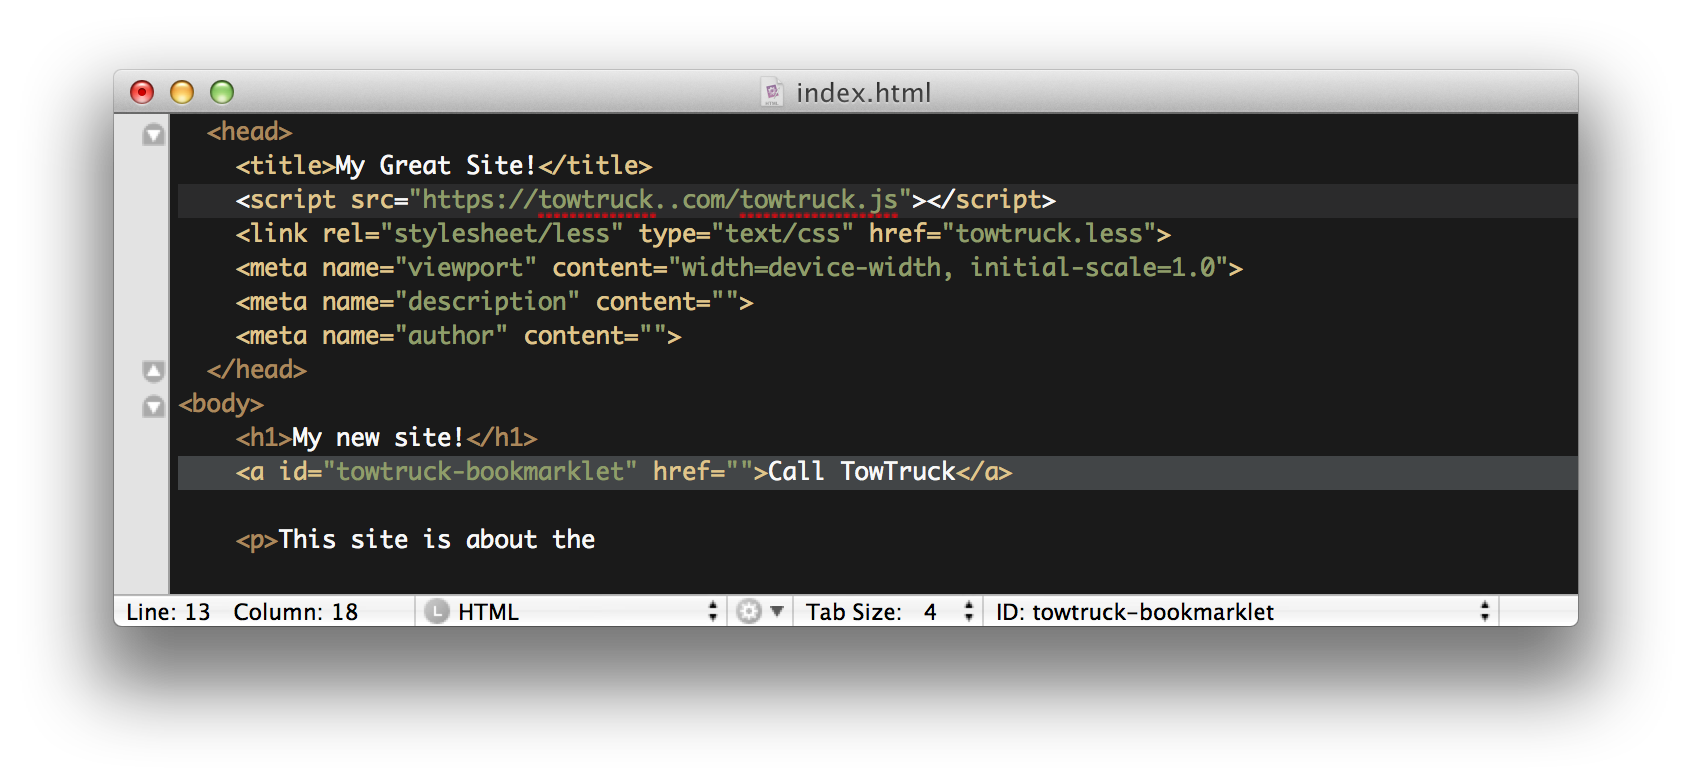 index.html
<head>
<title>My Great Site!</title>
<script src="https://towtruck..com/towtruck.js"></script>
<link rel="stylesheet/less" type="text/css" href="towtruck.less">
<meta name="viewport" content="width=device-width, initial-scale=1.0">
<meta name="description" content="">
<meta name="author" content="">
</head>
<body>
<h1>My new site!</h1>
<a id="towtruck-bookmarklet" href="">Call TowTruck</a>
<p>This site is about the
Line: 13 Column: 18 L HTML Tab Size: 4 ID: towtruck-bookmarklet